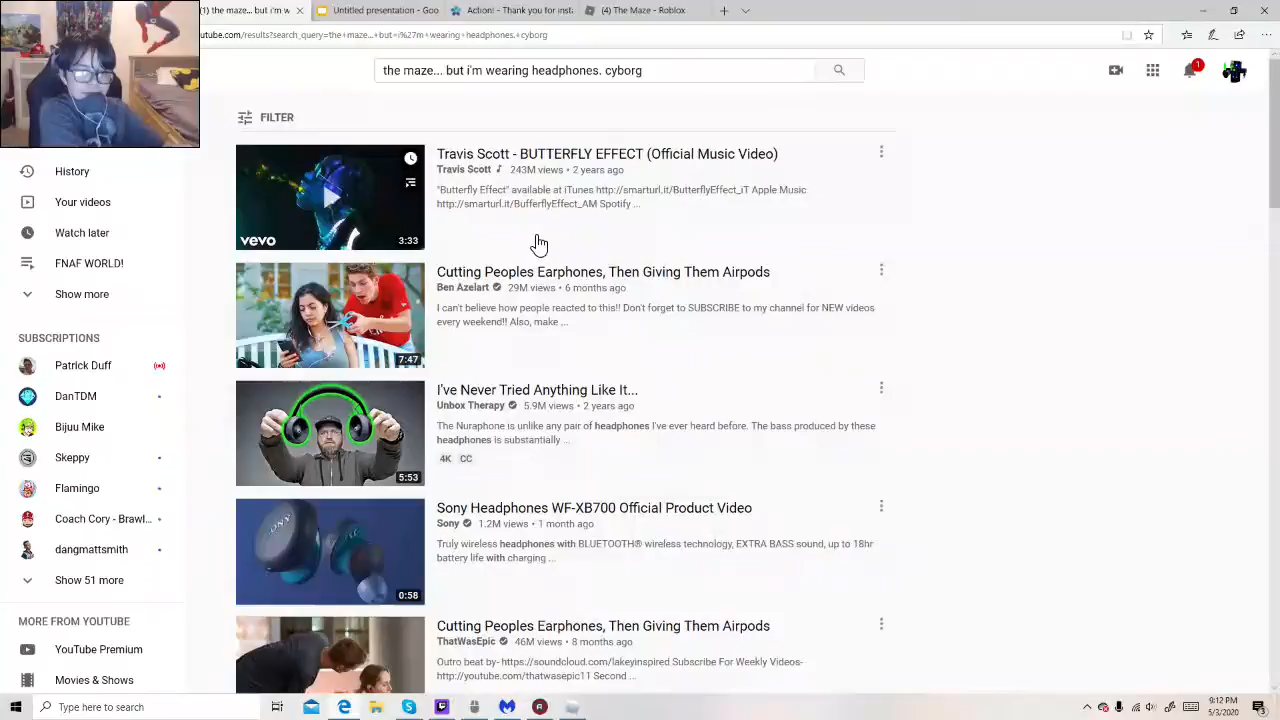 (1) the maze... but i'm w
Untitled presentation - Goo
Action! - Thank you for inst
(4) The Maze - Roblox
tube.com/results?search_query=the+maze...+but+i%27m+wearing+headphones.+cyborg
the maze... but i'm wearing headphones. cyborg
1
FILTER
History
Your videos
Watch later
FNAF WORLD!
Show more
SUBSCRIPTIONS
Patrick Duff
DanTDM
Bijuu Mike
Skeppy
Flamingo
Coach Cory - Brawl...
dangmattsmith
Show 51 more
MORE FROM YOUTUBE
YouTube Premium
Movies & Shows
vevo
3:33
Travis Scott - BUTTERFLY EFFECT (Official Music Video)
Travis Scott 243M views • 2 years ago
"Butterfly Effect" available at iTunes http://smarturl.it/ButterflyEffect_iT Apple Music
http://smarturl.it/BufferflyEffect_AM Spotify ...
7:47
Cutting Peoples Earphones, Then Giving Them Airpods
Ben Azelart 29M views • 6 months ago
I can't believe how people reacted to this!! Don't forget to SUBSCRIBE to my channel for NEW videos
every weekend!! Also, make ...
5:53
I've Never Tried Anything Like It...
Unbox Therapy 5.9M views • 2 years ago
The Nuraphone is unlike any pair of headphones I've ever heard before. The bass produced by these
headphones is substantially ...
4K CC
SONY
0:58
Sony Headphones WF-XB700 Official Product Video
Sony 1.2M views • 1 month ago
Truly wireless headphones with BLUETOOTH® wireless technology, EXTRA BASS sound, up to 18hr
battery life with charging ...
Cutting Peoples Earphones, Then Giving Them Airpods
ThatWasEpic 46M views • 8 months ago
Outro beat by- https://soundcloud.com/lakeyinspired Subscribe For Weekly Videos-
http://youtube.com/thatwasepic11 Second ...
Type here to search
9:12 PM
5/3/2020